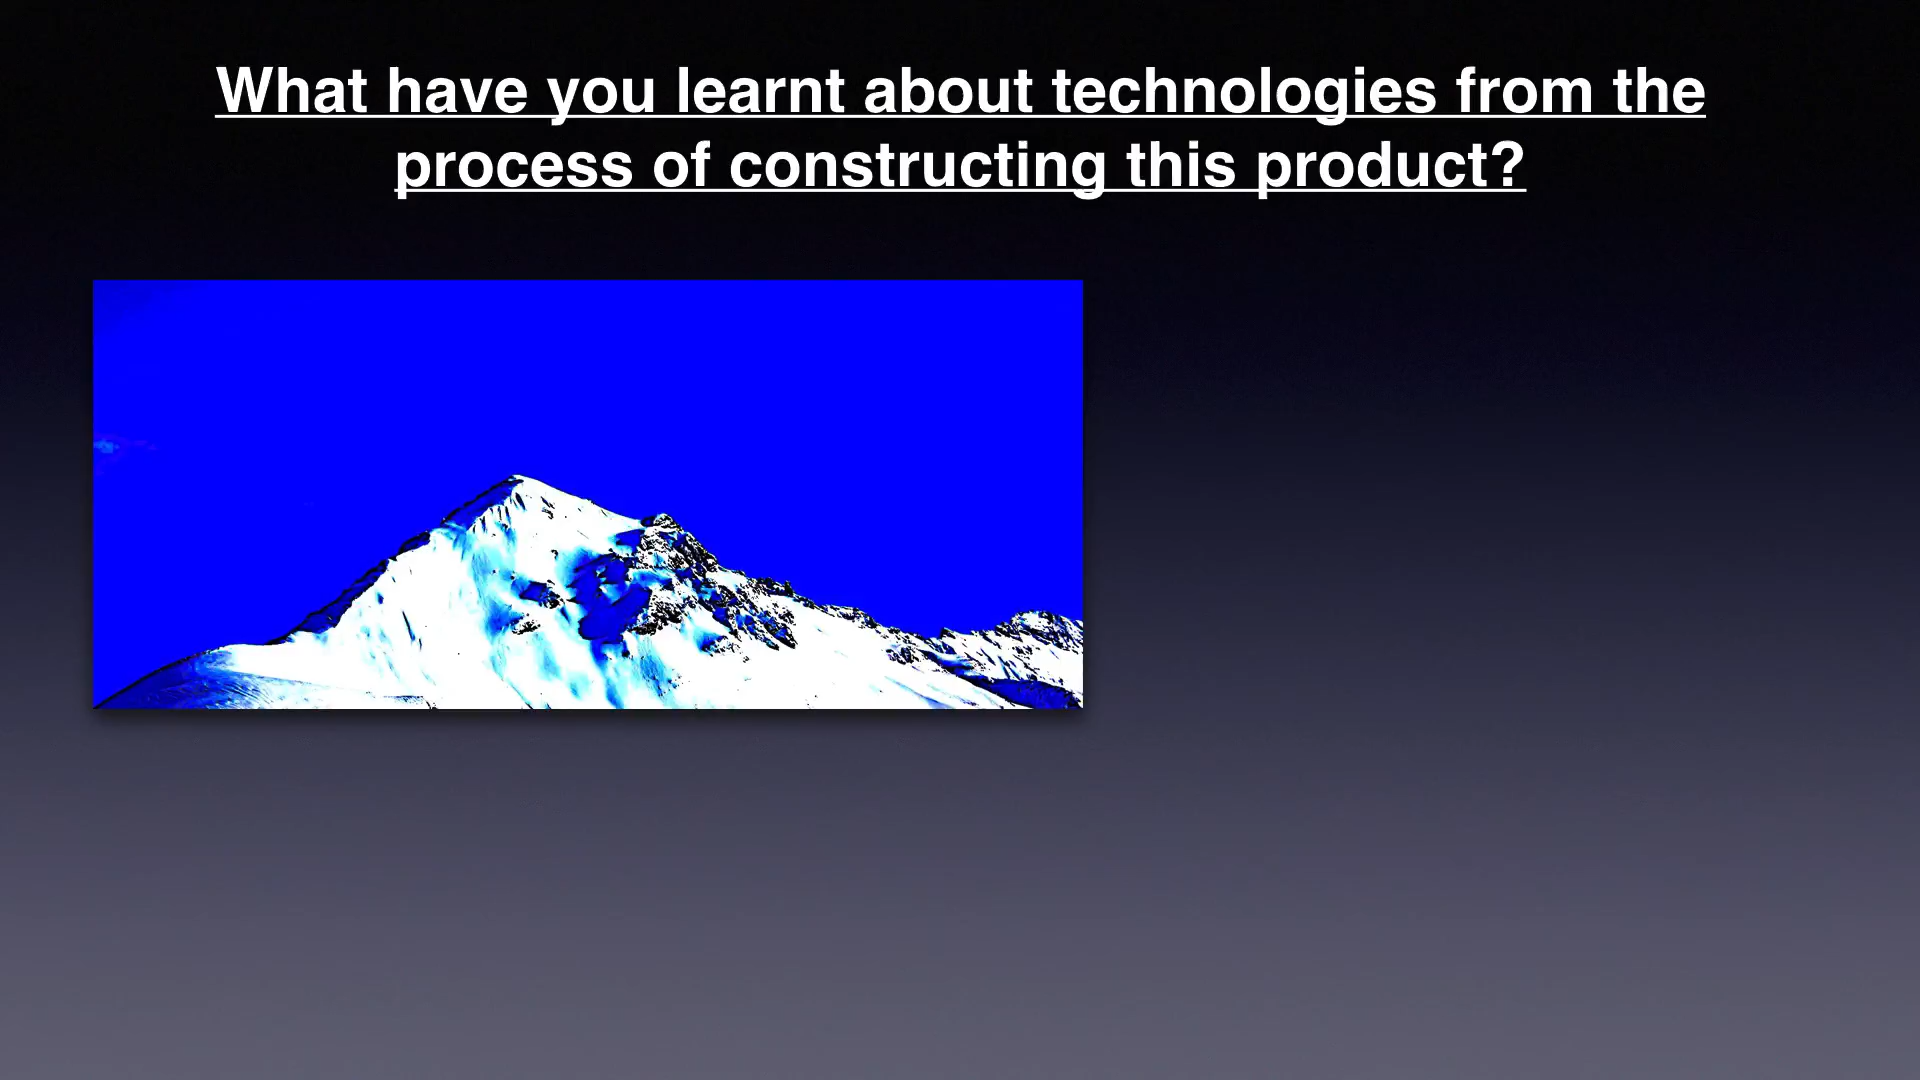 What have you learnt about technologies from the
process of constructing this product?